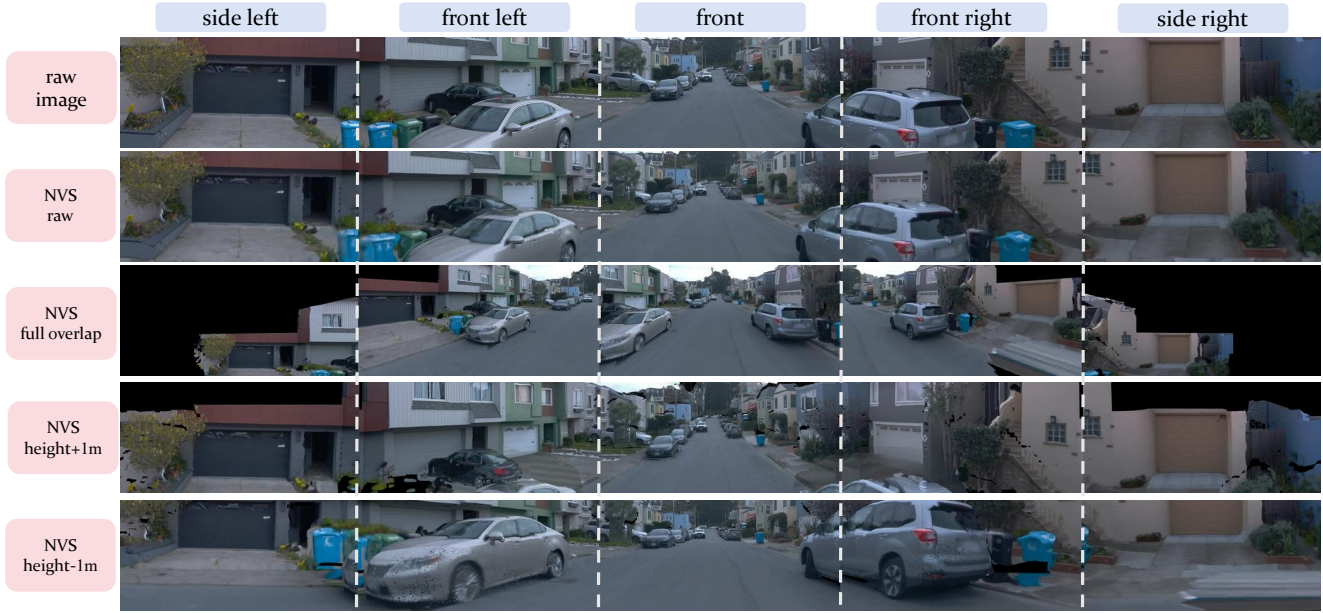 side left
front left
front
front right
side right
raw
image
NVS
raw
NVS
full overlap
NVS
height+1m
NVS
height-1m